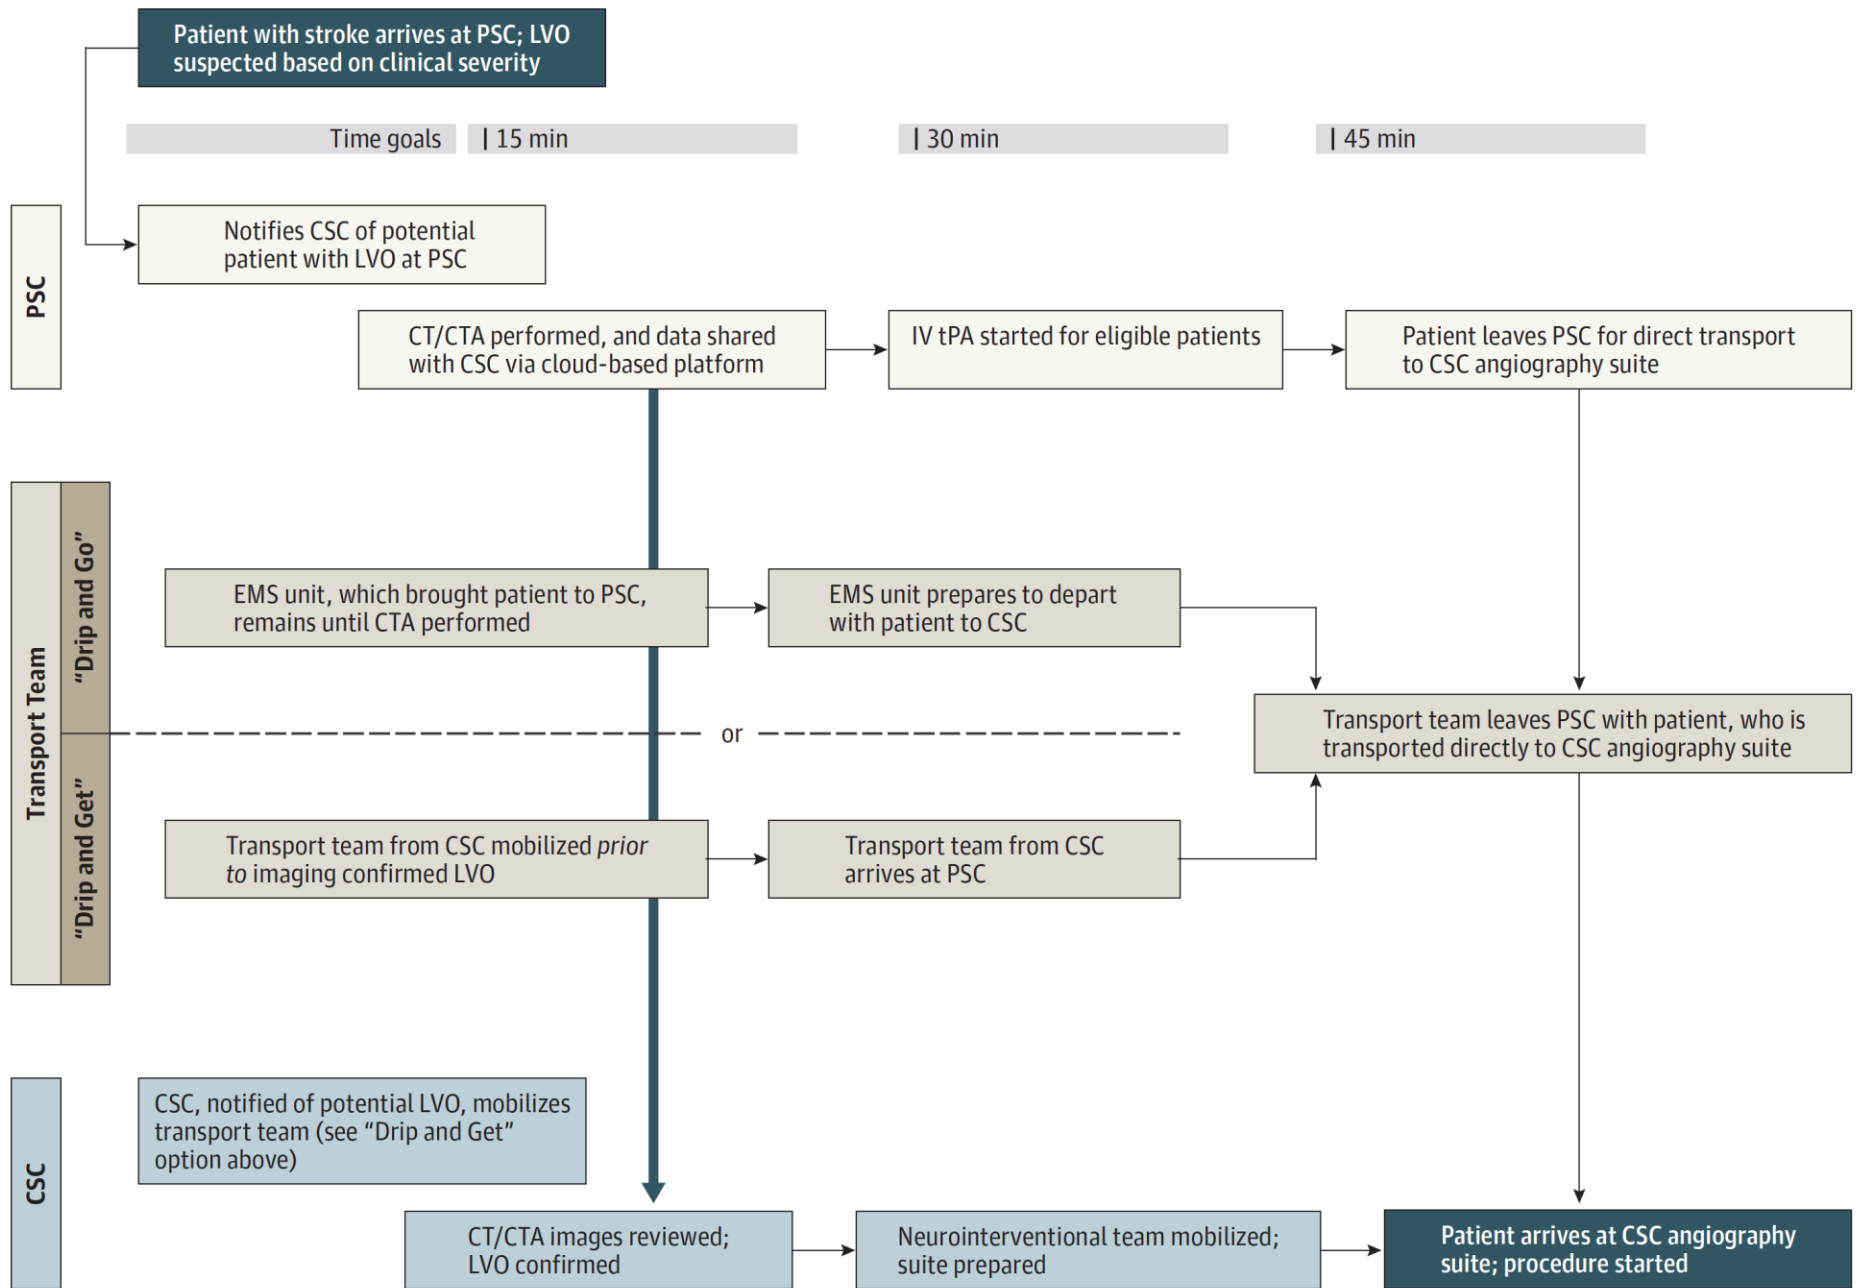 Patient with stroke arrives at PSC; LVO
suspected based on clinical severity
Time goals
| 15 min
| 30 min
| 45 min
PSC
Notifies CSC of potential
patient with LVO at PSC
CT/CTA performed, and data shared
with CSC via cloud-based platform
IV tPA started for eligible patients
Patient leaves PSC for direct transport
to CSC angiography suite
Transport Team
"Drip and Go"
EMS unit, which brought patient to PSC,
remains until CTA performed
EMS unit prepares to depart
with patient to CSC
or
Transport team leaves PSC with patient, who is
transported directly to CSC angiography suite
"Drip and Get"
Transport team from CSC mobilized prior
to imaging confirmed LVO
Transport team from CSC
arrives at PSC
CSC
CSC, notified of potential LVO, mobilizes
transport team (see "Drip and Get"
option above)
CT/CTA images reviewed;
LVO confirmed
Neurointerventional team mobilized;
suite prepared
Patient arrives at CSC angiography
suite; procedure started